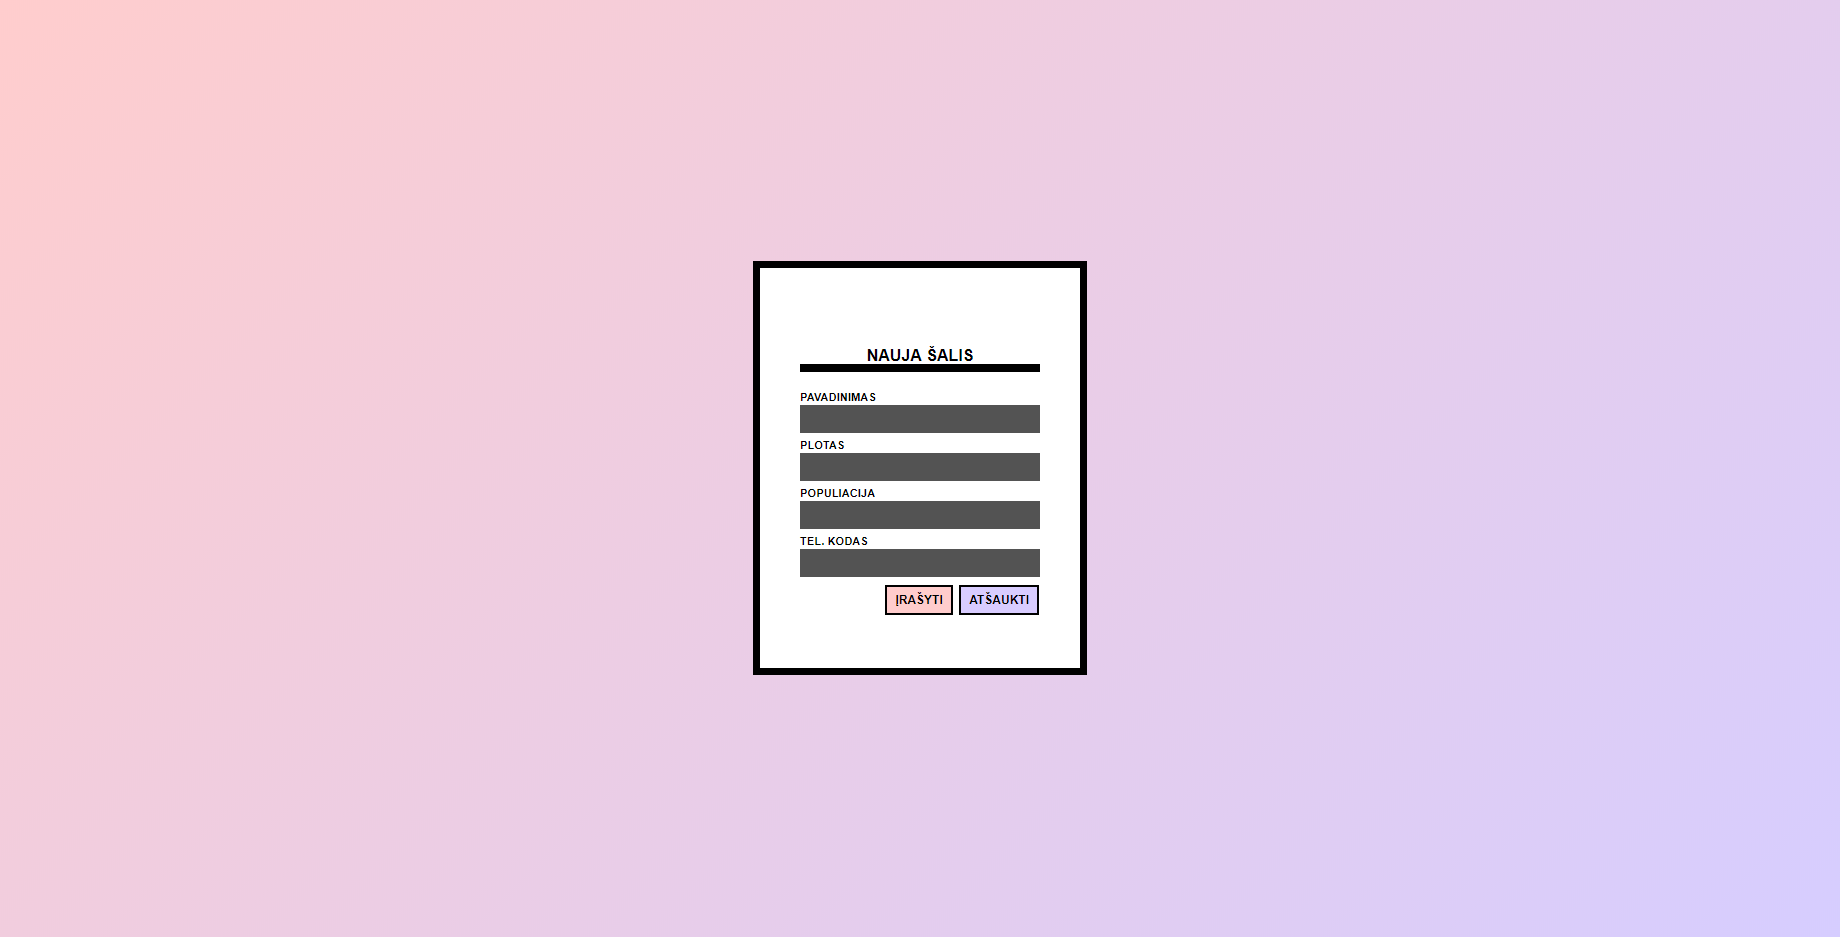 NAUJA ŠALIS
PAVADINIMAS
PLOTAS
POPULIACIJA
TEL. KODAS
ĮRAŠYTI ATŠAUKTI